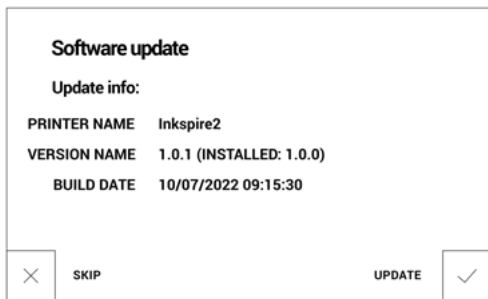 Software update
Update info:
PRINTER NAME Inkspire2
VERSION NAME 1.0.1 (INSTALLED: 1.0.0)
BUILD DATE 10/07/2022 09:15:30
SKIP UPDATE